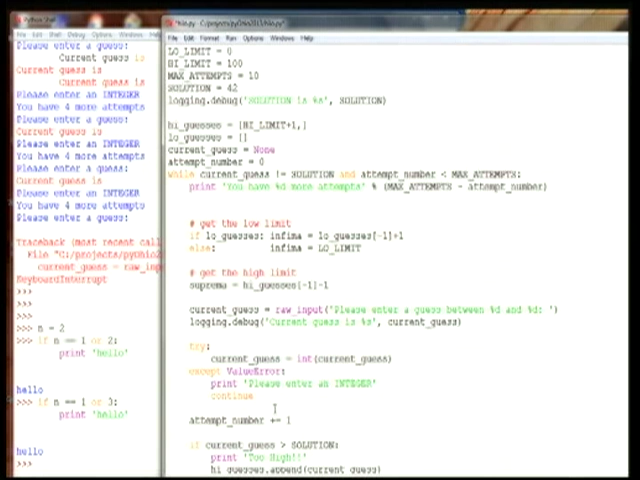 Python Shell
*hilo.py - C:/projects/pyOhio2013/hilo.py*
File Edit Shell Debug Options Windows Help
File Edit Format Run Options Windows Help
Please enter a guess:
Current guess is
Current guess is
Current guess is
Please enter an INTEGER
You have 4 more attempts
Please enter a guess:
Current guess is
Please enter an INTEGER
You have 4 more attempts
Please enter a guess:
Current guess is
Please enter an INTEGER
You have 4 more attempts
Please enter a guess:
Traceback (most recent call
File "C:/projects/pyOhio2
current_guess = raw_inp
KeyboardInterrupt
>>>
>>>
>>>
>>> n = 2
>>> if n == 1 or 2:
print 'hello'
hello
>>> if n == 1 or 3:
print 'hello'
hello
>>>
LO_LIMIT = 0
HI_LIMIT = 100
MAX_ATTEMPTS = 10
SOLUTION = 42
logging.debug('SOLUTION is %s', SOLUTION)
hi_guesses = [HI_LIMIT+1,]
lo_guesses = []
current_guess = None
attempt_number = 0
while current_guess != SOLUTION and attempt_number < MAX_ATTEMPTS:
print 'You have %d more attempts' % (MAX_ATTEMPTS - attempt_number)
# get the low limit
if lo_guesses: infima = lo_guesses[-1]+1
else: infima = LO_LIMIT
# get the high limit
suprema = hi_guesses[-1]-1
current_guess = raw_input('Please enter a guess between %d and %d: ')
logging.debug('Current guess is %s', current_guess)
try:
current_guess = int(current_guess)
except ValueError:
print 'Please enter an INTEGER'
continue
attempt_number += 1
if current_guess > SOLUTION:
print 'Too High!!'
hi_guesses.append(current_guess)